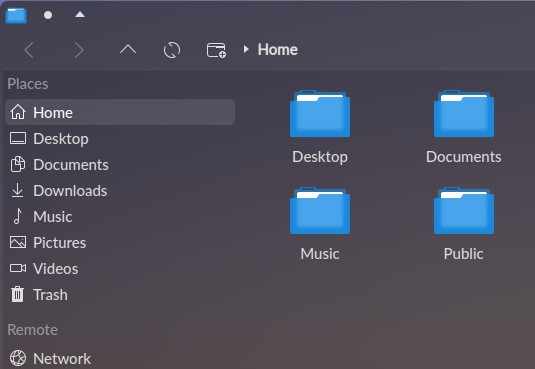 Home
Places
Home
Desktop
Documents
Downloads
Music
Pictures
Videos
Trash
Remote
Network
Desktop
Documents
Music
Public